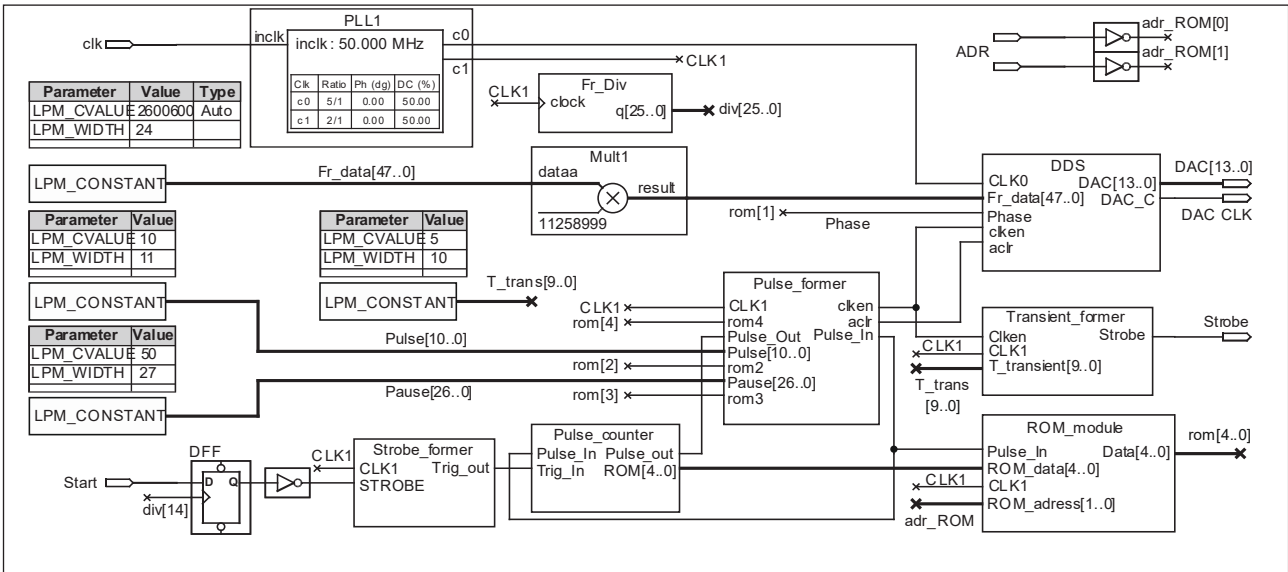 clk
PLL1
inclk
inclk : 50.000 MHz
c0
c1
Clk Ratio Ph (dg) DC (%)
c0 5/1 0.00 50.00
c1 2/1 0.00 50.00
CLK1
ADR
adr_ROM[0]
adr_ROM[1]
Parameter Value Type
LPM_CVALUE 2600600 Auto
LPM_WIDTH 24
CLK1
Fr_Div
clock
q[25..0]
div[25..0]
LPM_CONSTANT
Fr_data[47..0]
Mult1
dataa
result
11258999
DDS
CLK0
Fr_data[47..0]
Phase
clken
aclr
DAC[13..0]
DAC_C
DAC[13..0]
DAC CLK
rom[1]
Phase
Parameter Value
LPM_CVALUE 10
LPM_WIDTH 11
Parameter Value
LPM_CVALUE 5
LPM_WIDTH 10
LPM_CONSTANT
LPM_CONSTANT
T_trans[9..0]
Pulse_former
CLK1
rom4
Pulse_Out
Pulse[10..0]
rom2
Pause[26..0]
rom3
clken
aclr
Pulse_In
CLK1
rom[4]
Pulse[10..0]
rom[2]
Pause[26..0]
rom[3]
Transient_former
Clken
CLK1
T_transient[9..0]
Strobe
Strobe
CLK1
T_trans
[9..0]
Parameter Value
LPM_CVALUE 50
LPM_WIDTH 27
LPM_CONSTANT
Start
DFF
D
Q
div[14]
CLK1
Strobe_former
CLK1
STROBE
Trig_out
Pulse_counter
Pulse_In
Trig_In
Pulse_out
ROM[4..0]
ROM_module
Pulse_In
ROM_data[4..0]
CLK1
ROM_adress[1..0]
Data[4..0]
rom[4..0]
CLK1
adr_ROM